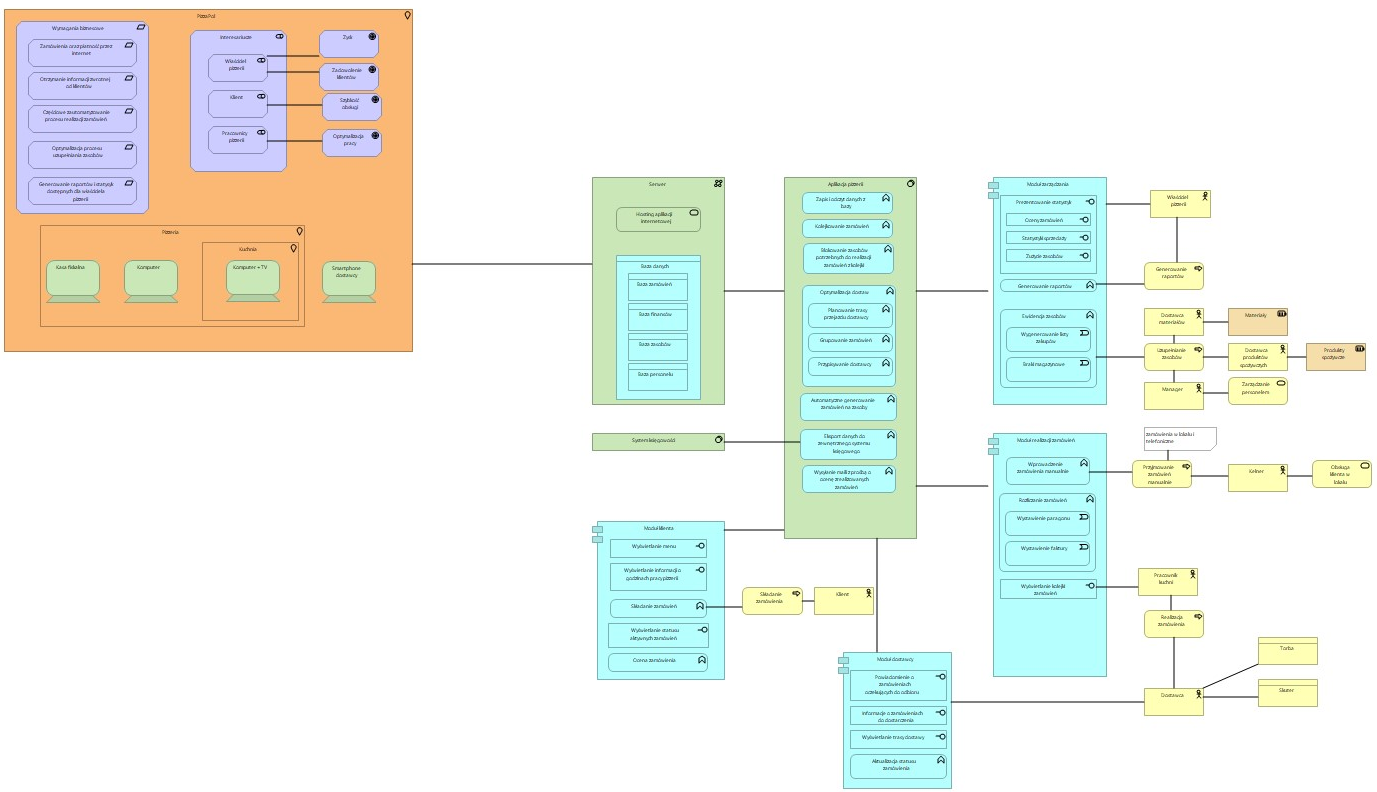 PizzaPol
Wymagania biznesowe
Zamówienia oraz płatność przez
internet
Otrzymanie informacji zwrotnej
od klientów
Częściowe zautomatyzowanie
procesu realizacji zamówień
Optymalizacja procesu
uzupełniania zasobów
Generowanie raportów i statystyk
dostępnych dla właściciela
pizzerii
Interesariusze
Właściciel
pizzerii
Klient
Pracownicy
pizzerii
Zysk
Zadowolenie
klientów
Szybkość
obsługi
Optymalizacja
pracy
Pizzeria
Kasa fiskalna
Komputer
Kuchnia
Komputer + TV
Smartphone
dostawcy
Serwer
Hosting aplikacji
internetowej
Baza danych
Baza zamówień
Baza finansów
Baza zasobów
Baza personelu
System księgowości
Aplikacja pizzerii
Zapis i odczyt danych z
bazy
Kolejkowanie zamówień
Blokowanie zasobów
potrzebnych do realizacji
zamówień z kolejki
Optymalizacja dostaw
Planowanie trasy
przejazdu dostawcy
Grupowanie zamówień
Przypisywanie dostawcy
Automatyczne generowanie
zamówień na zasoby
Eksport danych do
zewnętrznego systemu
księgowego
Wysyłanie maili z prośbą o
ocenę zrealizowanych
zamówień
Moduł klienta
Wyświetlanie menu
Wyświetlanie informacji o
godzinach pracy pizzerii
Składanie zamówień
Wyświetlanie statusu
aktywnych zamówień
Ocena zamówienia
Składanie
zamówienia
Klient
Moduł dostawcy
Powiadomienie o
zamówieniach
oczekujących do odbioru
Informacje o zamówieniach
do dostarczenia
Wyświetlanie trasy dostawy
Aktualizacja statusu
zamówienia
Moduł zarządzania
Prezentowanie statystyk
Oceny zamówień
Statystyki sprzedaży
Zużycie zasobów
Generowanie raportów
Ewidencja zasobów
Wygenerowanie listy
zakupów
Braki magazynowe
Właściciel
pizzerii
Generowanie
raportów
Dostawca
materiałów
Materiały
Uzupełnianie
zasobów
Dostawca
produktów
spożywczych
Produkty
spożywcze
Manager
Zarządzanie
personelem
Moduł realizacji zamówień
Wprowadzenie
zamówienia manualnie
Rozliczanie zamówień
Wystawienie paragonu
Wystawienie faktury
Wyświetlanie kolejki
zamówień
zamówienia w lokalu i
telefoniczne
Przyjmowanie
zamówień
manualnie
Kelner
Obsługa
klienta w
lokalu
Pracownik
kuchni
Realizacja
zamówienia
Dostawca
Torba
Skuter